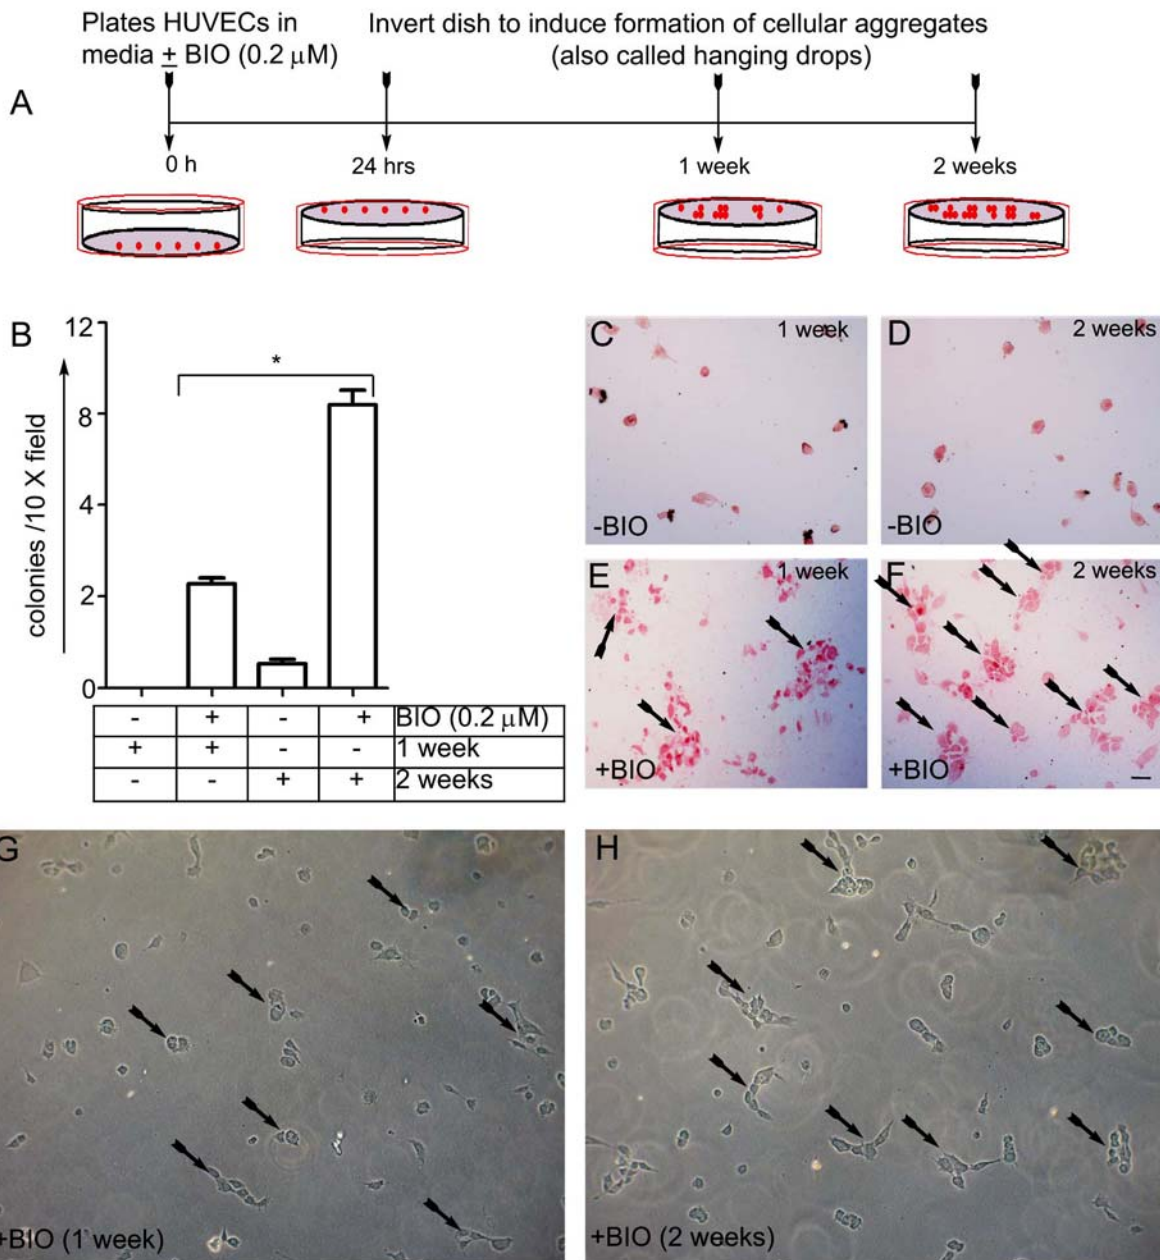 Plates HUVECs in
media ± BIO (0.2 μM)
Invert dish to induce formation of cellular aggregates
(also called hanging drops)
A
0 h
24 hrs
1 week
2 weeks
B
colonies /10 X field
12
8
4
2
0
*
- + - + BIO (0.2 μM)
+ + - - 1 week
- - + + 2 weeks
C
1 week
-BIO
D
2 weeks
-BIO
E
1 week
+BIO
F
2 weeks
+BIO
G
+BIO (1 week)
H
+BIO (2 weeks)